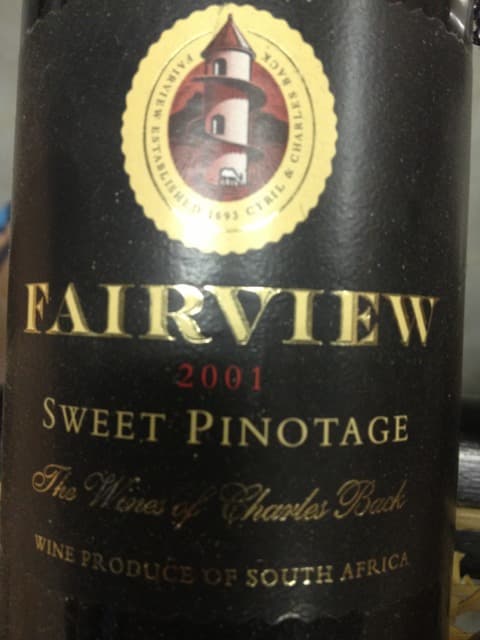 FAIRVIEW ESTABLISHED 1693 CYRIL & CHARLES BACK
FAIRVIEW
2001
SWEET PINOTAGE
The Wines of Charles Back
WINE PRODUCE OF SOUTH AFRICA